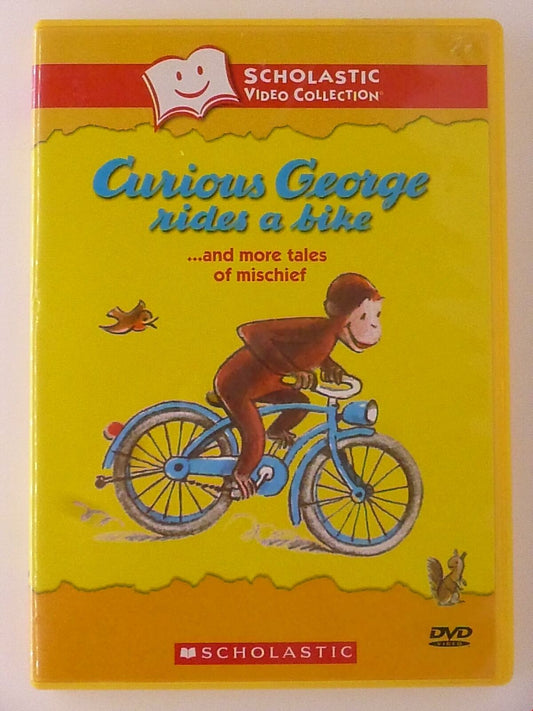 SCHOLASTIC
VIDEO COLLECTION®
Curious George
rides a bike
...and more tales
of mischief
SCHOLASTIC
DVD
VIDEO